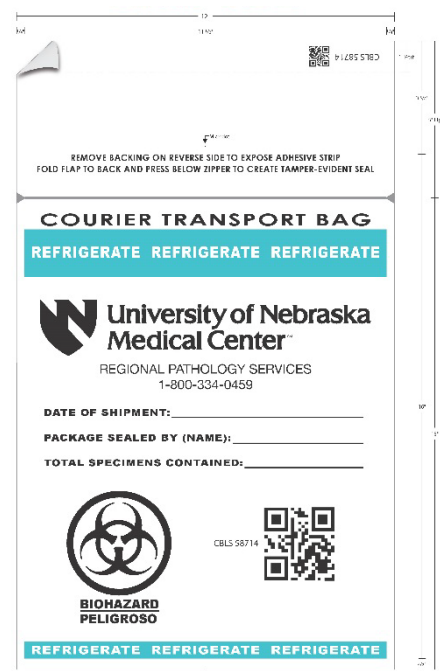 12"
CBLS 58714
REMOVE BACKING ON REVERSE SIDE TO EXPOSE ADHESIVE STRIP
FOLD FLAP TO BACK AND PRESS BELOW ZIPPER TO CREATE TAMPER-EVIDENT SEAL
COURIER TRANSPORT BAG
REFRIGERATE REFRIGERATE REFRIGERATE
University of Nebraska
Medical Center™
REGIONAL PATHOLOGY SERVICES
1-800-334-0459
DATE OF SHIPMENT:
PACKAGE SEALED BY (NAME):
TOTAL SPECIMENS CONTAINED:
CBLS 58714
BIOHAZARD
PELIGROSO
REFRIGERATE REFRIGERATE REFRIGERATE